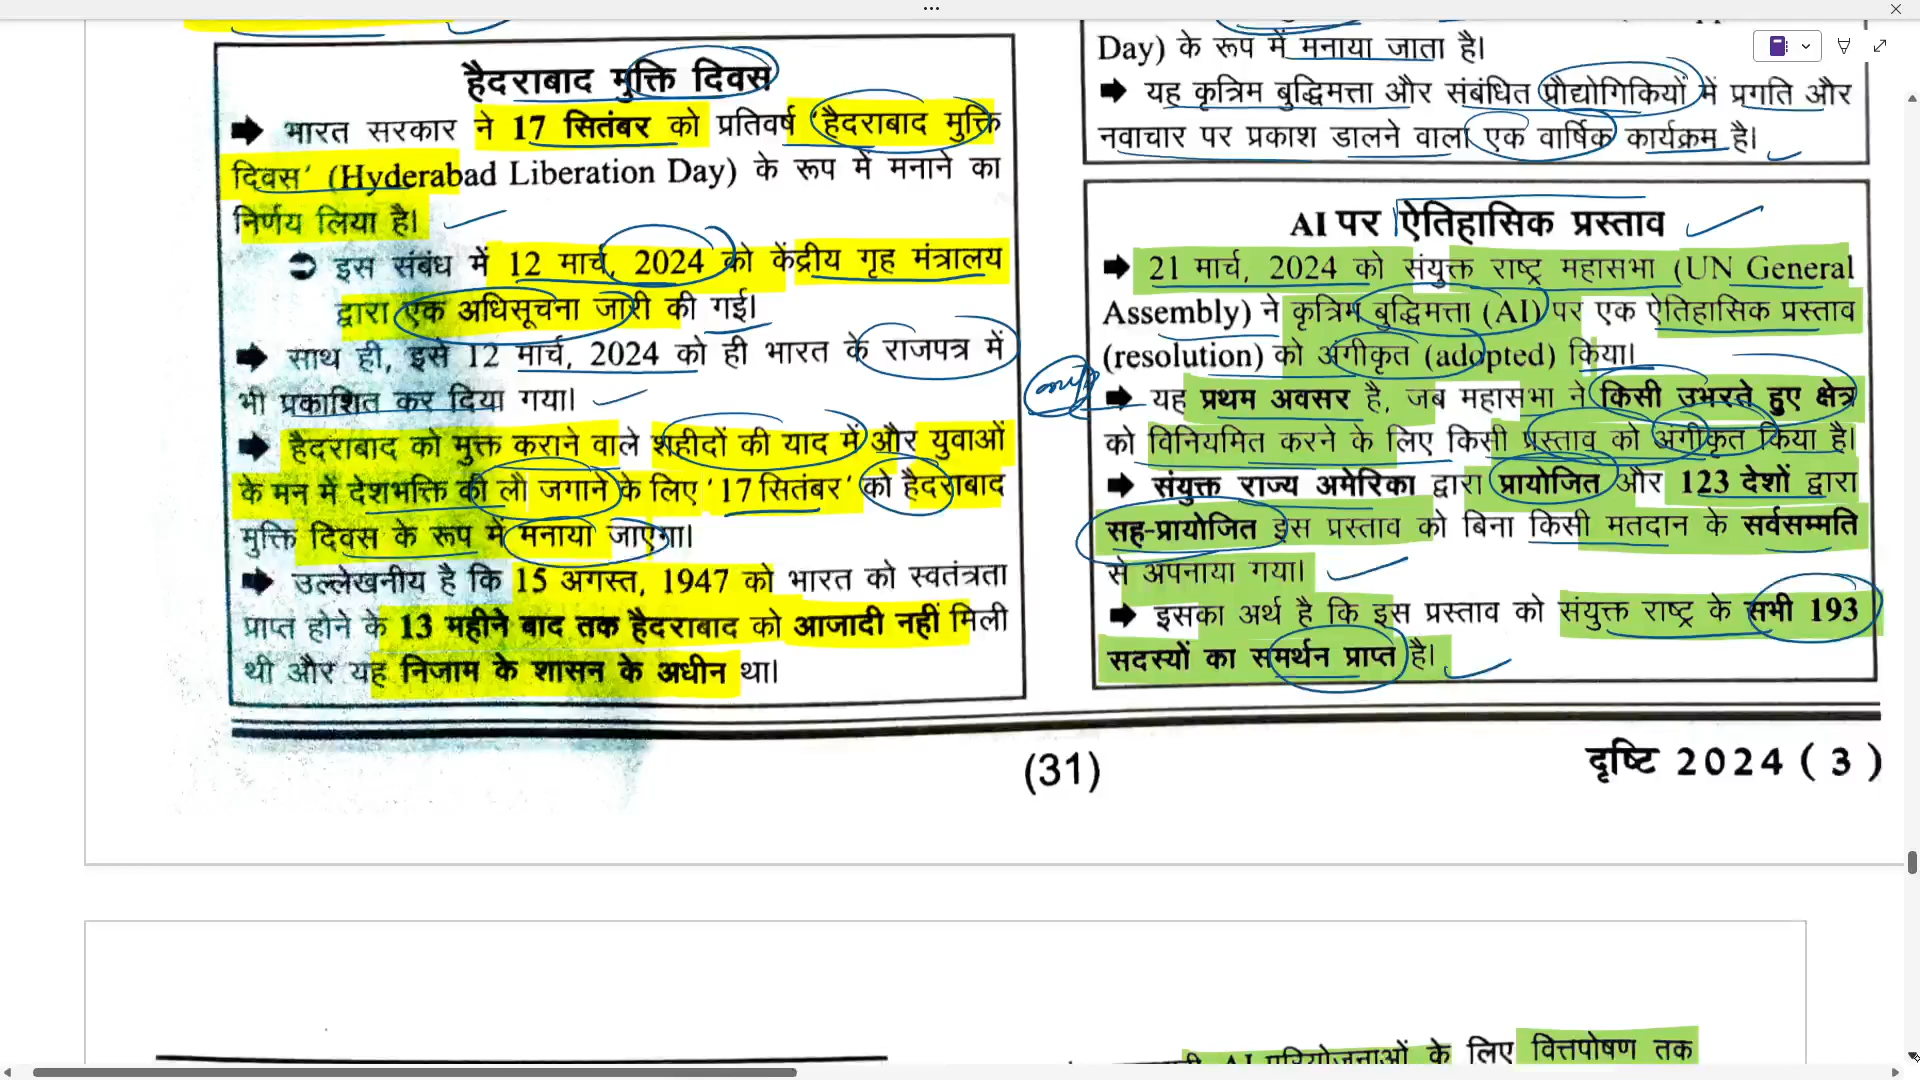 हैदराबाद मुक्ति दिवस
➡ भारत सरकार ने 17 सितंबर को प्रतिवर्ष 'हैदराबाद मुक्ति
दिवस' (Hyderabad Liberation Day) के रूप में मनाने का
निर्णय लिया है।
➲ इस संबंध में 12 मार्च, 2024 को केंद्रीय गृह मंत्रालय
द्वारा एक अधिसूचना जारी की गई।
➡ साथ ही, इसे 12 मार्च, 2024 को ही भारत के राजपत्र में
भी प्रकाशित कर दिया गया।
➡ हैदराबाद को मुक्त कराने वाले शहीदों की याद में और युवाओं
के मन में देशभक्ति की लौ जगाने के लिए '17 सितंबर' को हैदराबाद
मुक्ति दिवस के रूप में मनाया जाएगा।
➡ उल्लेखनीय है कि 15 अगस्त, 1947 को भारत को स्वतंत्रता
प्राप्त होने के 13 महीने बाद तक हैदराबाद को आजादी नहीं मिली
थी और यह निजाम के शासन के अधीन था।
Day) के रूप में मनाया जाता है।
➡ यह कृत्रिम बुद्धिमत्ता और संबंधित प्रौद्योगिकियों में प्रगति और
नवाचार पर प्रकाश डालने वाला एक वार्षिक कार्यक्रम है।
AI पर ऐतिहासिक प्रस्ताव
➡ 21 मार्च, 2024 को संयुक्त राष्ट्र महासभा (UN General
Assembly) ने कृत्रिम बुद्धिमत्ता (AI) पर एक ऐतिहासिक प्रस्ताव
(resolution) को अंगीकृत (adopted) किया।
➡ यह प्रथम अवसर है, जब महासभा ने किसी उभरते हुए क्षेत्र
को विनियमित करने के लिए किसी प्रस्ताव को अंगीकृत किया है।
➡ संयुक्त राज्य अमेरिका द्वारा प्रायोजित और 123 देशों द्वारा
सह-प्रायोजित इस प्रस्ताव को बिना किसी मतदान के सर्वसम्मति
से अपनाया गया।
➡ इसका अर्थ है कि इस प्रस्ताव को संयुक्त राष्ट्र के सभी 193
सदस्यों का समर्थन प्राप्त है।
(31)
दृष्टि 2024 ( 3 )
AI परियोजनाओं के लिए वित्तपोषण तक